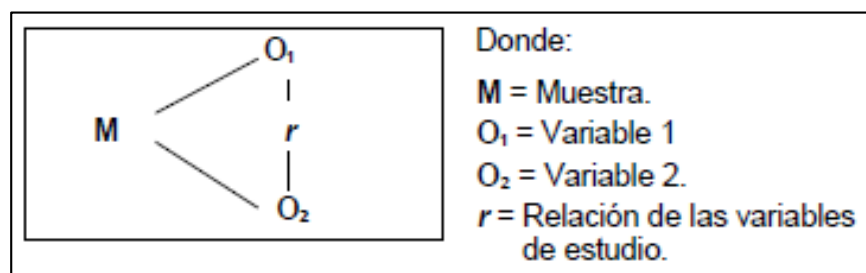 O₁
M
r
O₂
Donde:
M = Muestra.
O₁ = Variable 1
O₂ = Variable 2.
r = Relación de las variables
de estudio.